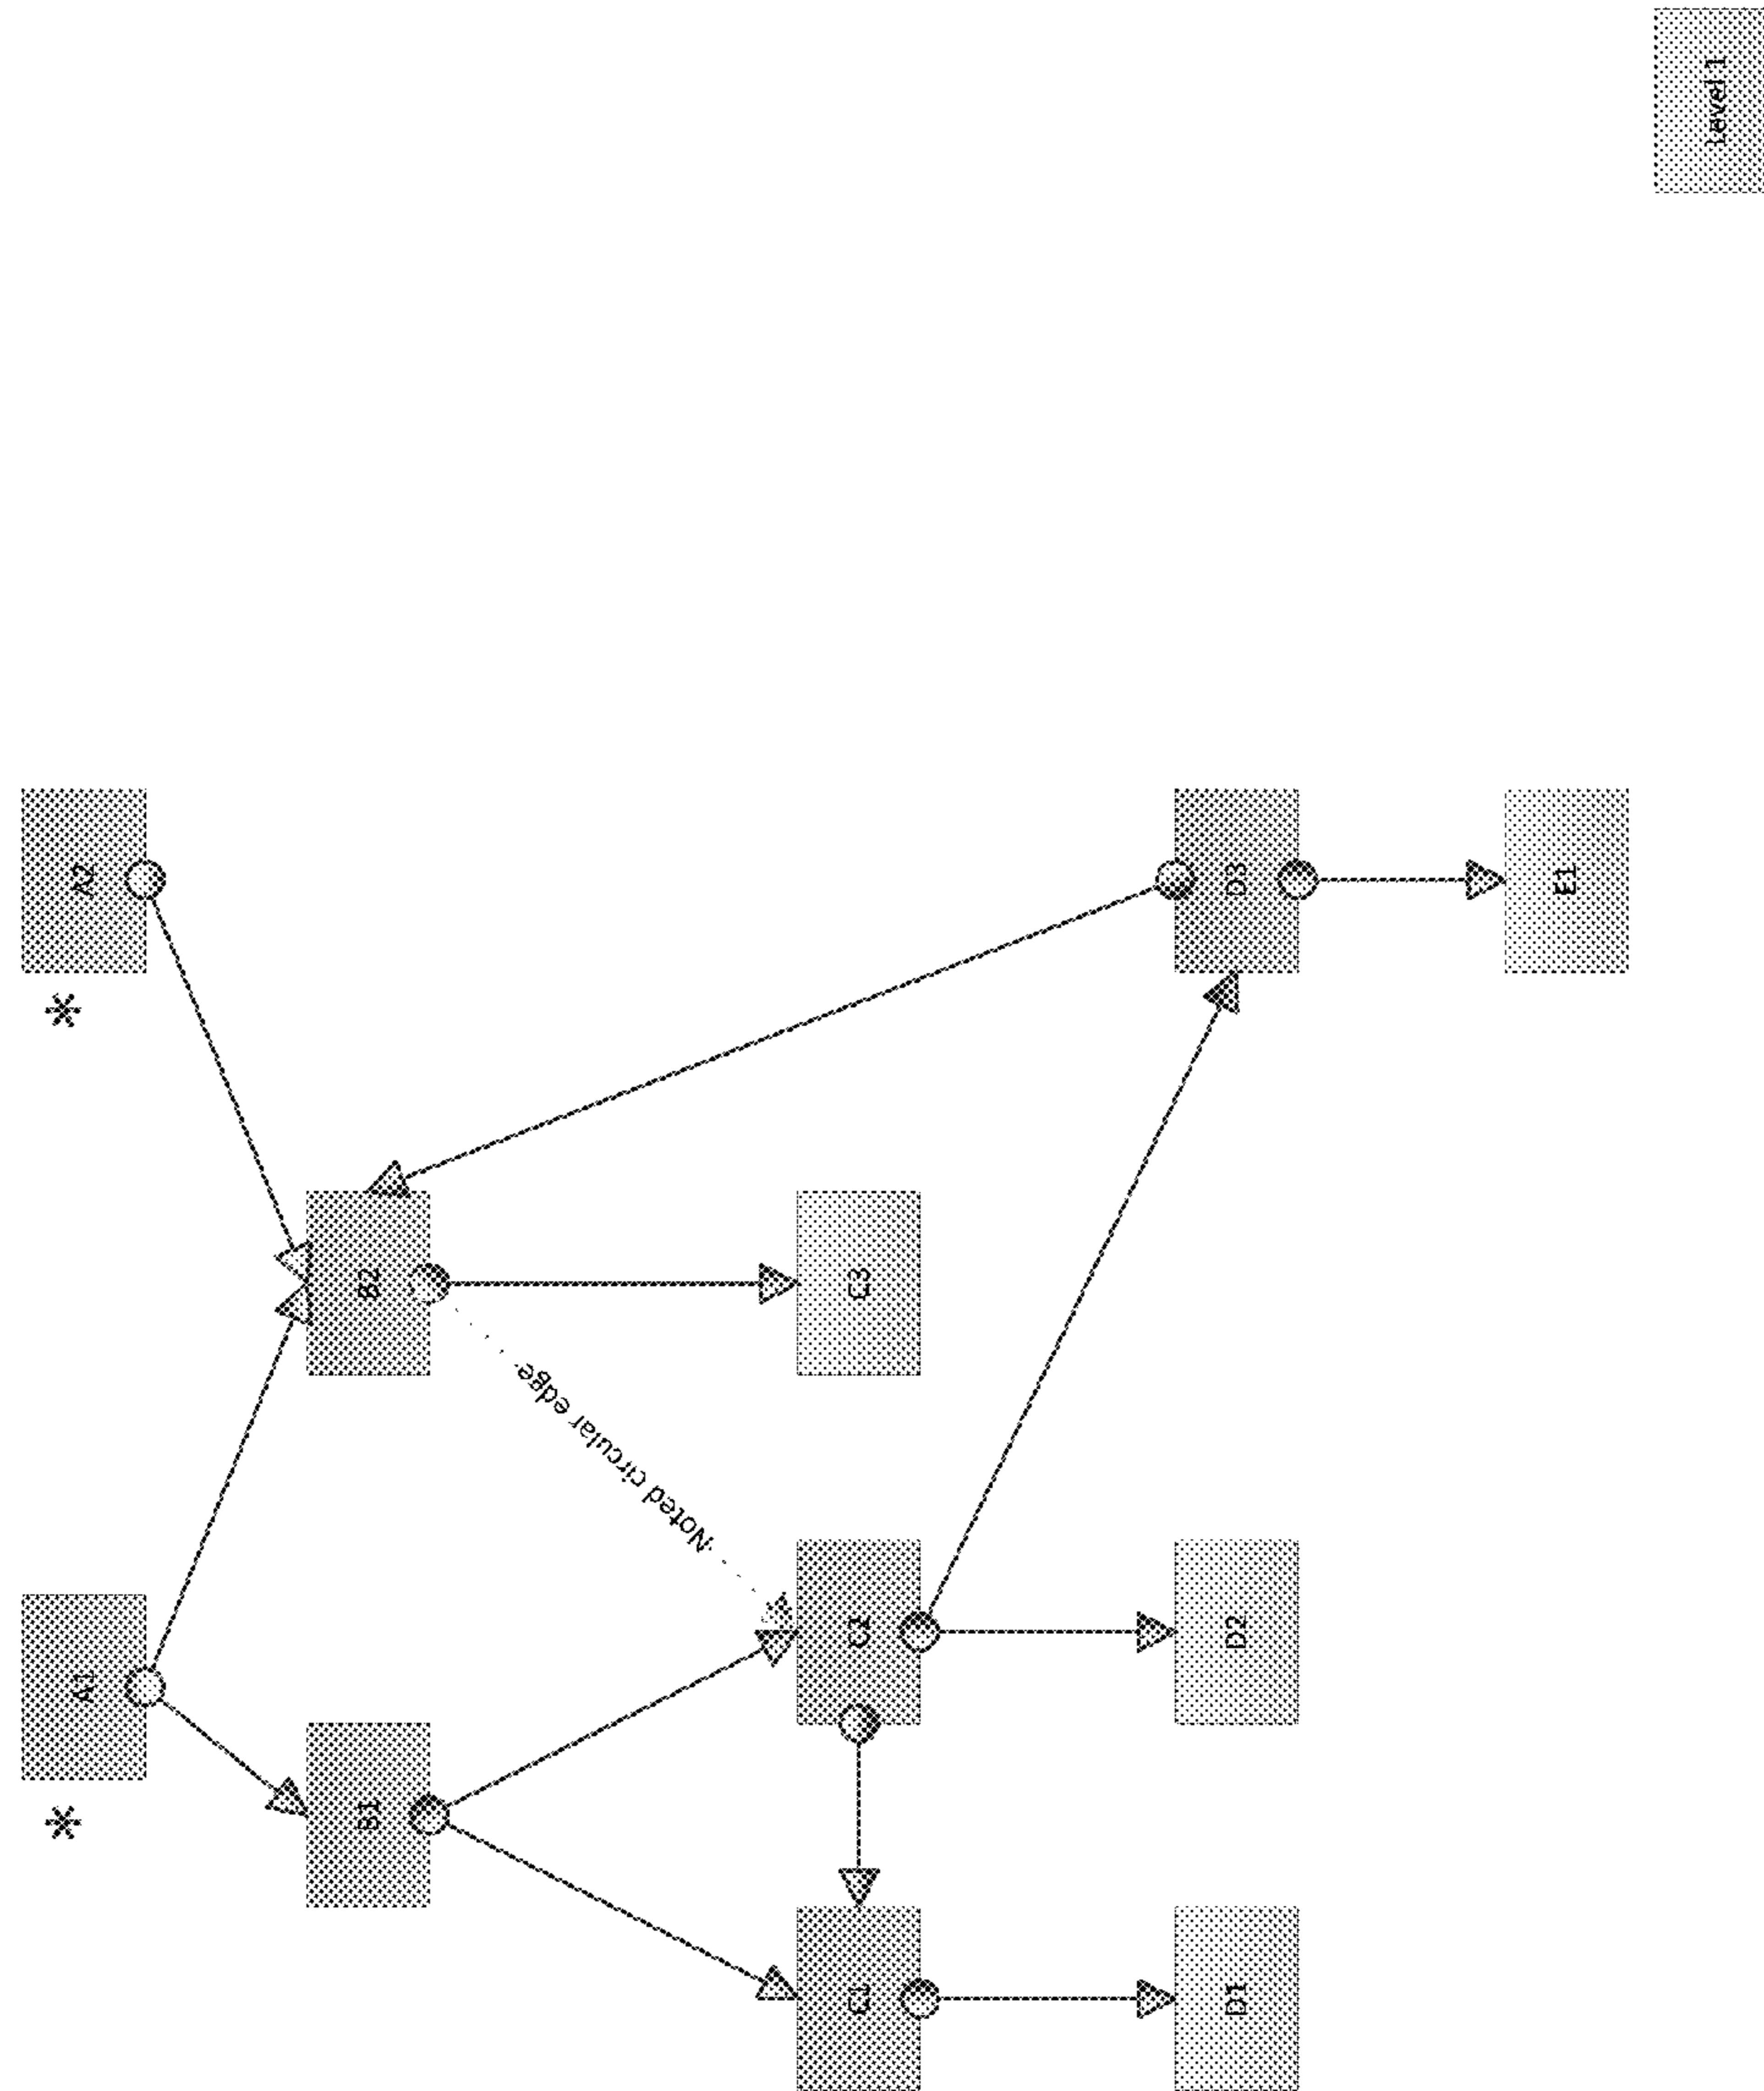 Level 1
A2
*
D3
E1
B2
C3
Noted circular edge
A1
*
B1
C2
D2
C1
D1